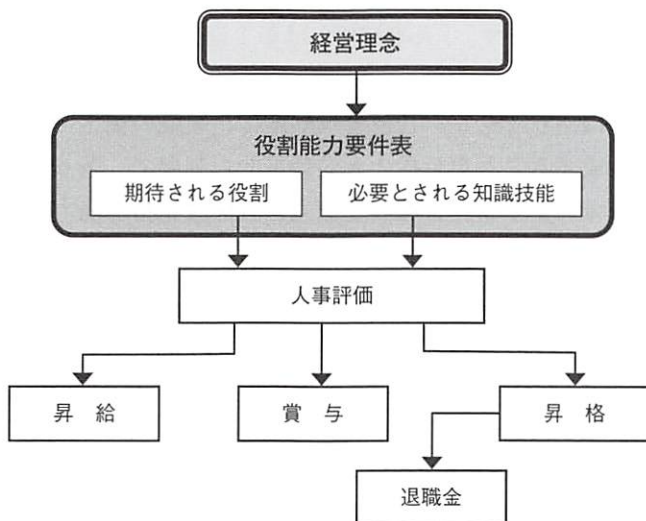 経営理念
役割能力要件表
期待される役割
必要とされる知識技能
人事評価
昇　給
賞　与
昇　格
退職金